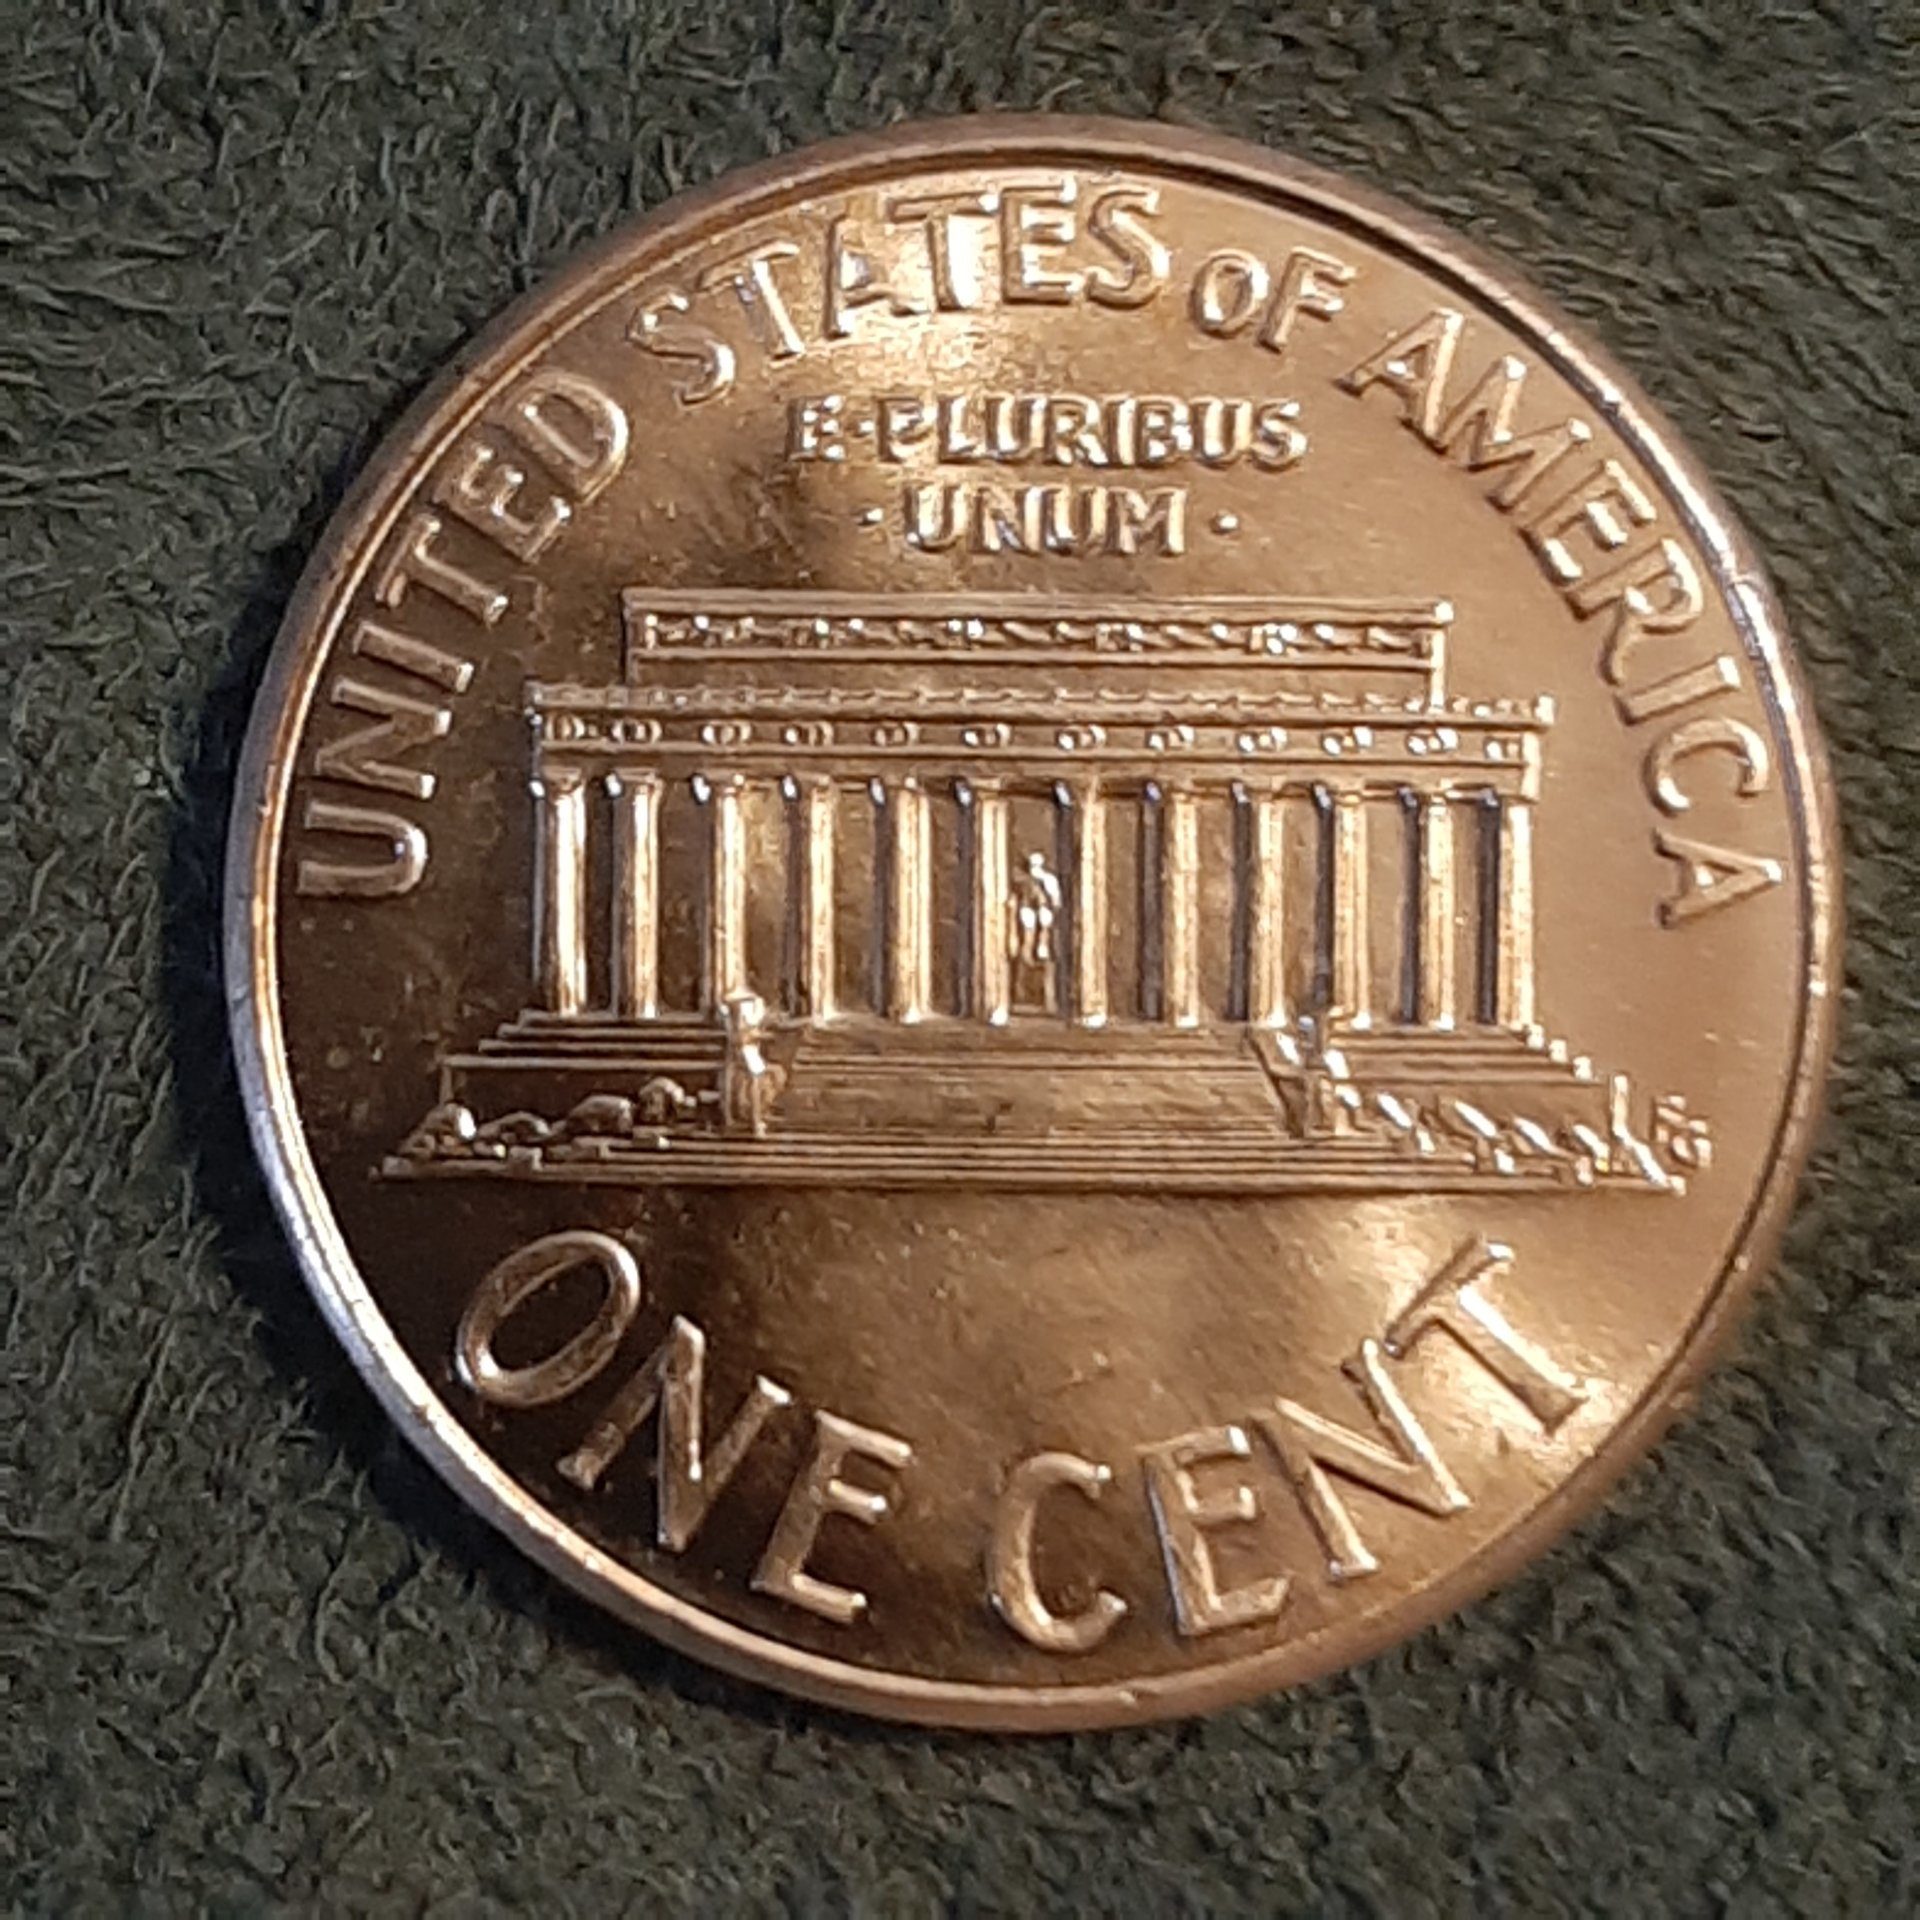 UNITED STATES OF AMERICA
E·PLURIBUS
·UNUM·
ONE CENT